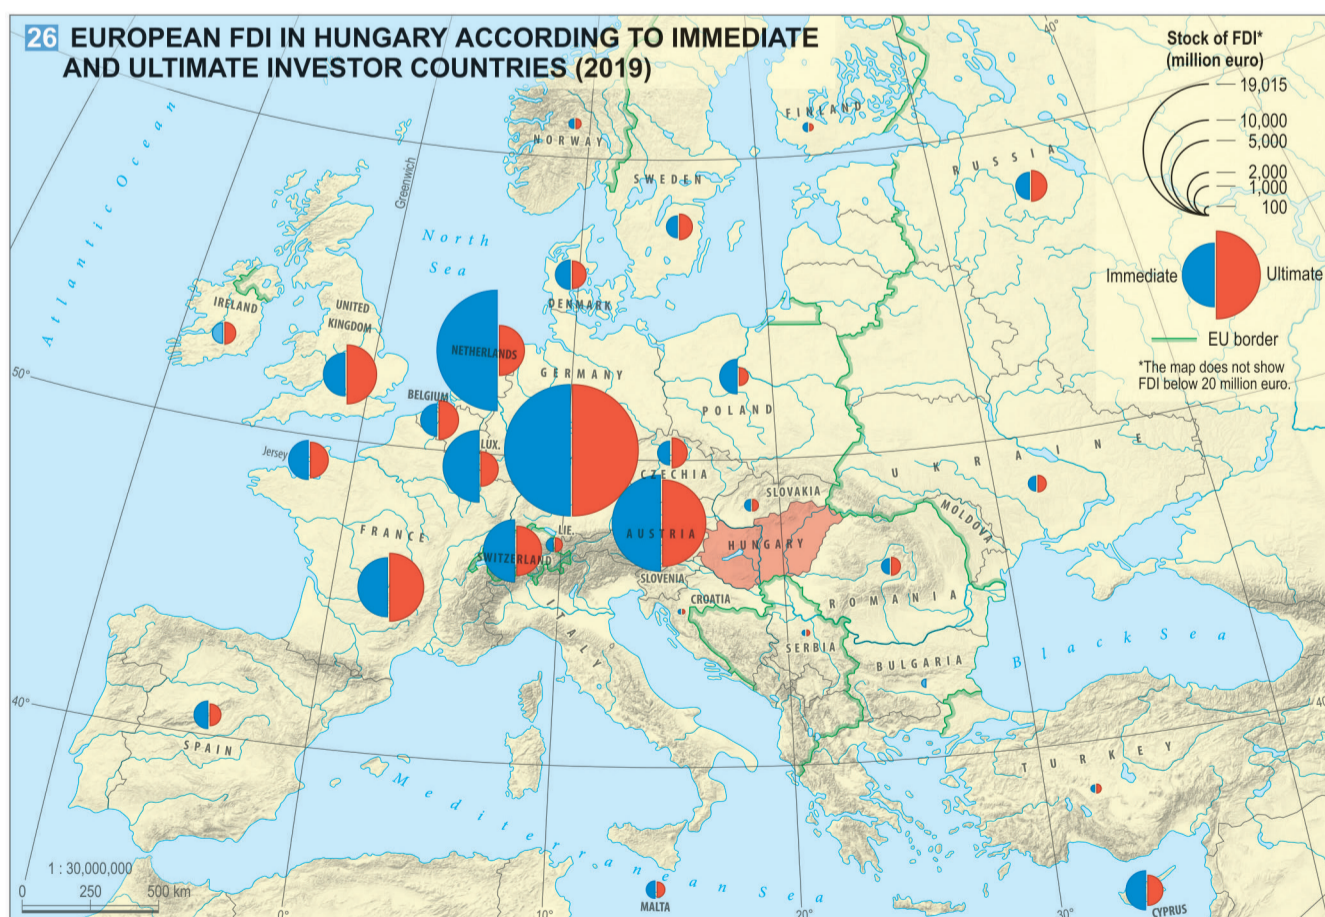 26 EUROPEAN FDI IN HUNGARY ACCORDING TO IMMEDIATE
AND ULTIMATE INVESTOR COUNTRIES (2019)
Stock of FDI*
(million euro)
19,015
10,000
5,000
2,000
1,000
100
Immediate
Ultimate
EU border
*The map does not show
FDI below 20 million euro.
40°
Atlantic Ocean
Greenwich
NORWAY
FINLAND
SWEDEN
RUSSIA
North
Sea
DENMARK
IRELAND
UNITED
KINGDOM
NETHERLANDS
GERMANY
50°
BELGIUM
POLAND
Jersey
LUX.
CZECHIA
UKRAINE
SLOVAKIA
FRANCE
LIE.
AUSTRIA
HUNGARY
MOLDOVA
SWITZERLAND
SLOVENIA
CROATIA
ROMANIA
ITALY
SERBIA
BULGARIA
Black Sea
40°
40°
SPAIN
TURKEY
Mediterranean Sea
1 : 30,000,000
0 250 500 km
MALTA
CYPRUS
0°
10°
20°
30°